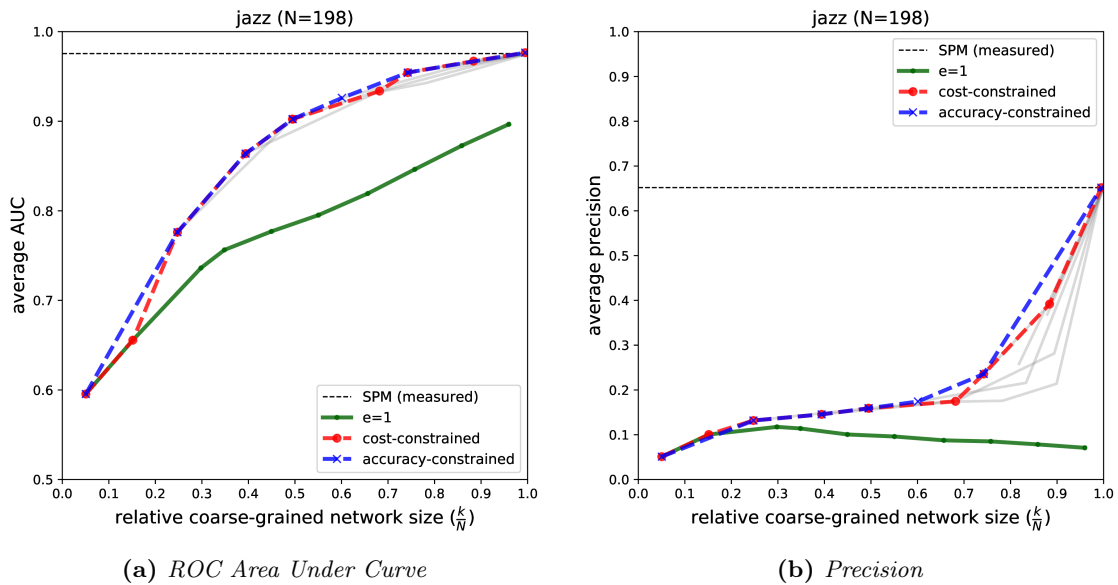 jazz (N=198)
1.0
0.9
0.8
0.7
0.6
0.5
average AUC
SPM (measured)
e=1
cost-constrained
accuracy-constrained
0.0 0.1 0.2 0.3 0.4 0.5 0.6 0.7 0.8 0.9 1.0
relative coarse-grained network size (k/N)
(a) ROC Area Under Curve
jazz (N=198)
1.0
0.9
0.8
0.7
0.6
0.5
0.4
0.3
0.2
0.1
0.0
average precision
SPM (measured)
e=1
cost-constrained
accuracy-constrained
0.0 0.1 0.2 0.3 0.4 0.5 0.6 0.7 0.8 0.9 1.0
relative coarse-grained network size (k/N)
(b) Precision